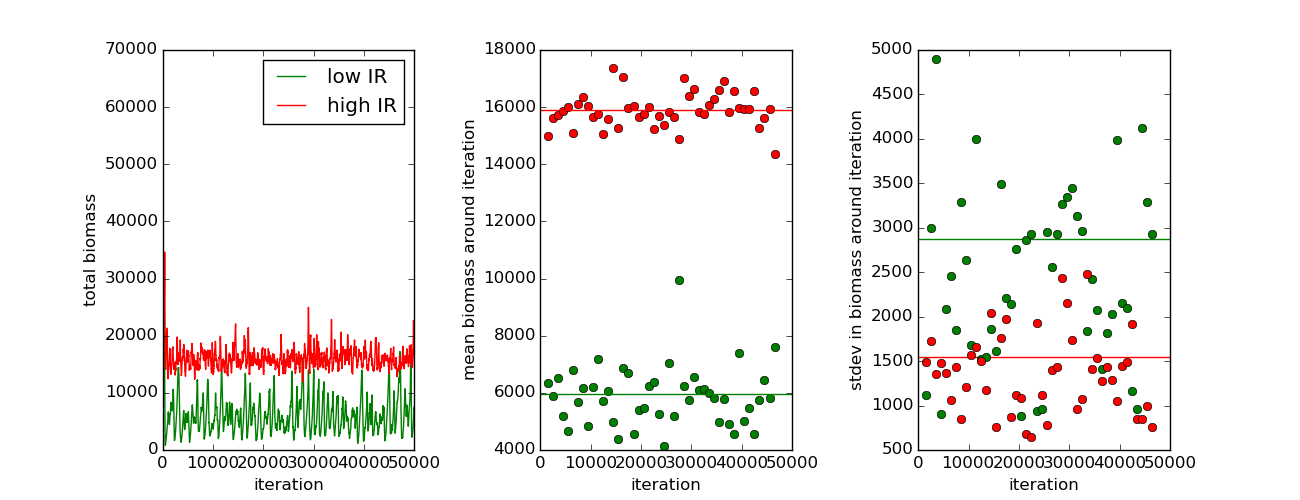 70000
60000
50000
40000
30000
20000
10000
0
total biomass
low IR
high IR
0 10000 20000 30000 40000 50000
iteration
18000
16000
14000
12000
10000
8000
6000
4000
mean biomass around iteration
0 10000 20000 30000 40000 50000
iteration
5000
4500
4000
3500
3000
2500
2000
1500
1000
500
stdev in biomass around iteration
0 10000 20000 30000 40000 50000
iteration